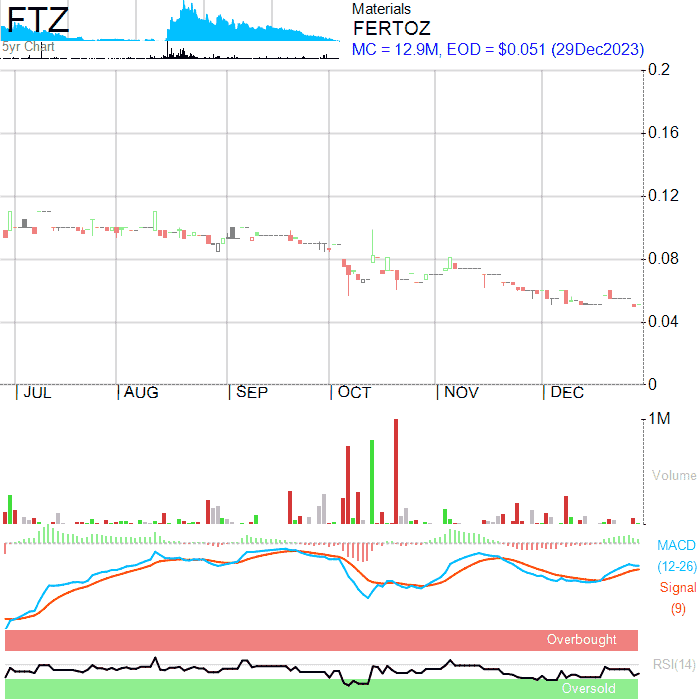 FTZ
5yr Chart
Materials
FERTOZ
MC = 12.9M, EOD = $0.051 (29Dec2023)
0.2
0.16
0.12
0.08
0.04
0
JUL AUG SEP OCT NOV DEC
1M
Volume
MACD
(12-26)
Signal
(9)
Overbought
RSI(14)
Oversold